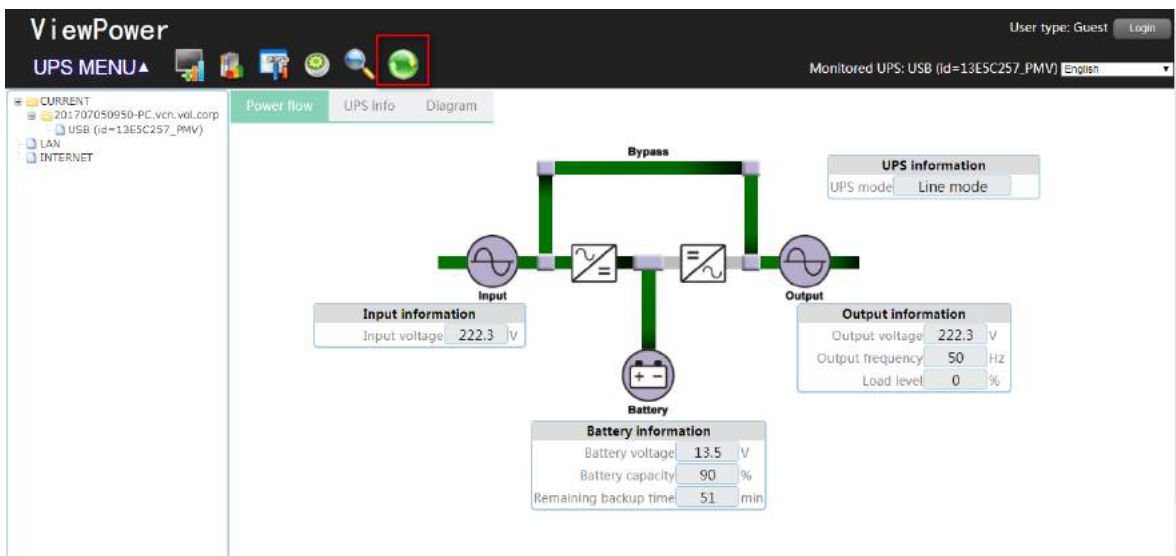 ViewPower
User type: Guest Login
UPS MENU▲
Monitored UPS: USB (id=13E5C257_PMV) English
CURRENT
201707050950-PC.vcn.vol.corp
USB (id=13E5C257_PMV)
LAN
INTERNET
Power flow UPS info Diagram
Bypass
UPS information
UPS mode Line mode
Input
Output
Input information
Input voltage 222.3 V
Output information
Output voltage 222.3 V
Output frequency 50 Hz
Load level 0 %
+ -
Battery
Battery information
Battery voltage 13.5 V
Battery capacity 90 %
Remaining backup time 51 min